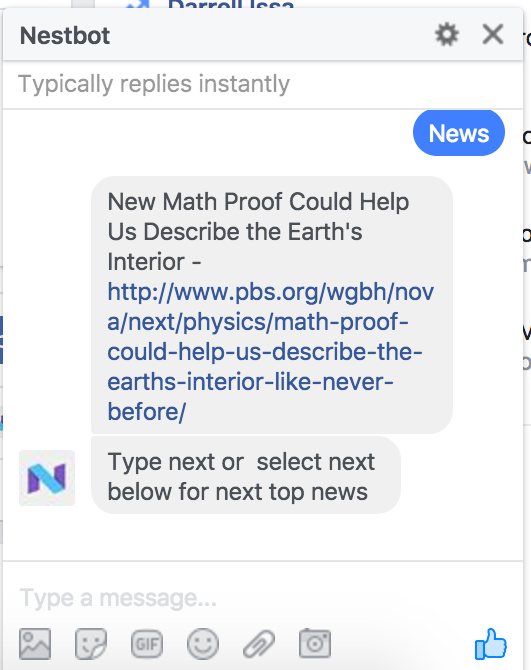 Darrell Issa
Nestbot
Typically replies instantly
News
New Math Proof Could Help
Us Describe the Earth's
Interior -
http://www.pbs.org/wgbh/nov
a/next/physics/math-proof-
could-help-us-describe-the-
earths-interior-like-never-
before/
Type next or  select next
below for next top news
Type a message...
GIF